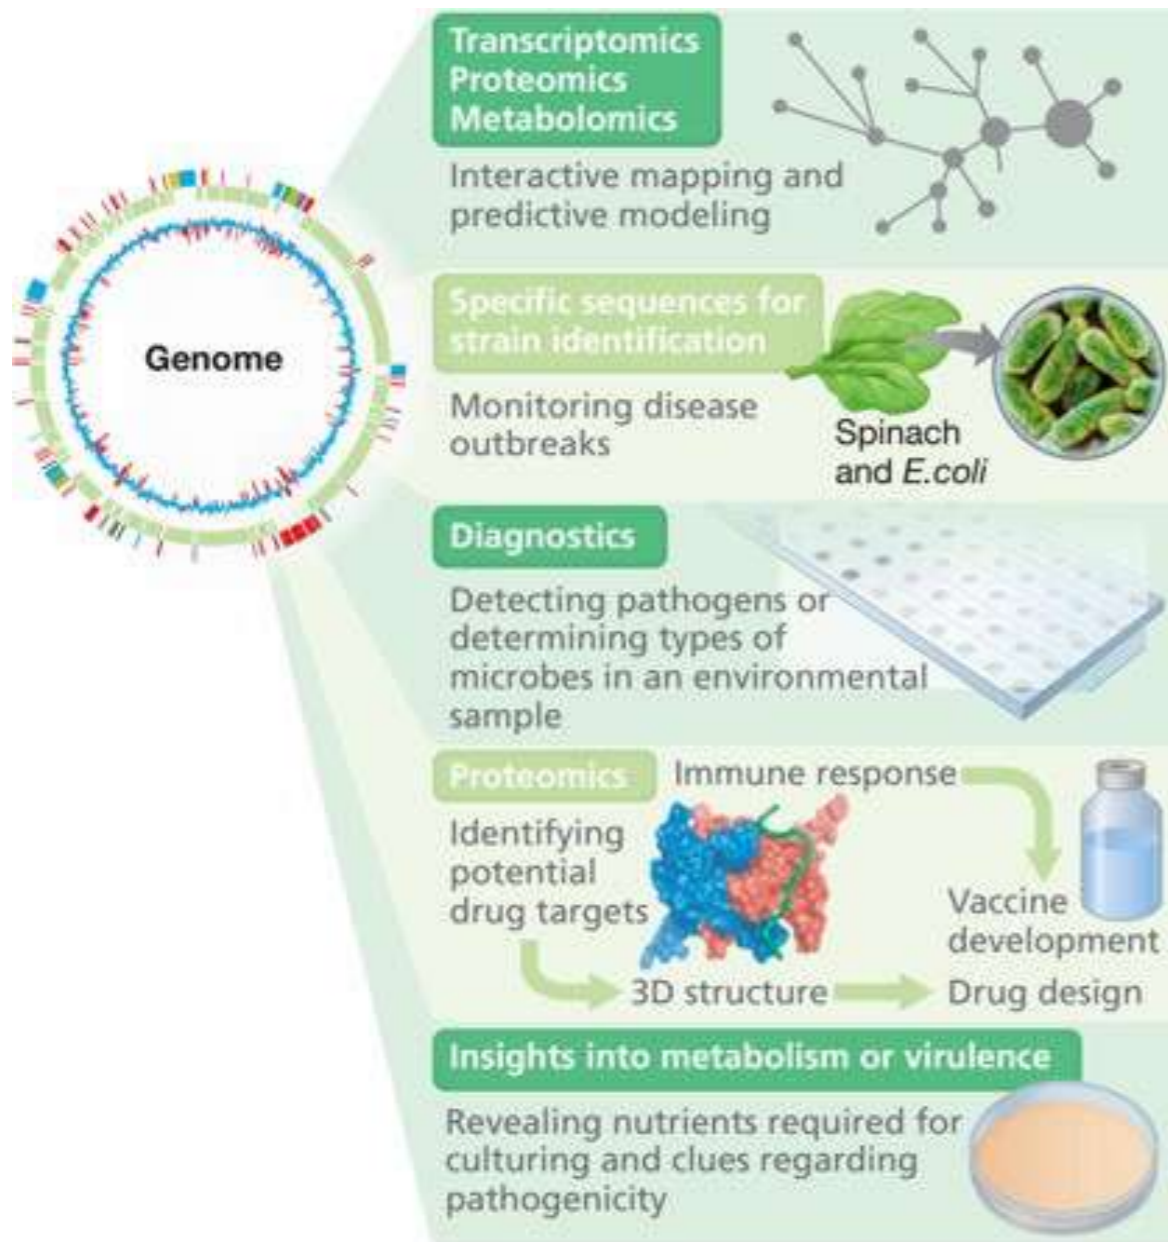 Genome
Transcriptomics
Proteomics
Metabolomics
Interactive mapping and
predictive modeling
Specific sequences for
strain identification
Monitoring disease
outbreaks
Spinach
and E.coli
Diagnostics
Detecting pathogens or
determining types of
microbes in an environmental
sample
Proteomics
Immune response
Identifying
potential
drug targets
Vaccine
development
3D structure
Drug design
Insights into metabolism or virulence
Revealing nutrients required for
culturing and clues regarding
pathogenicity